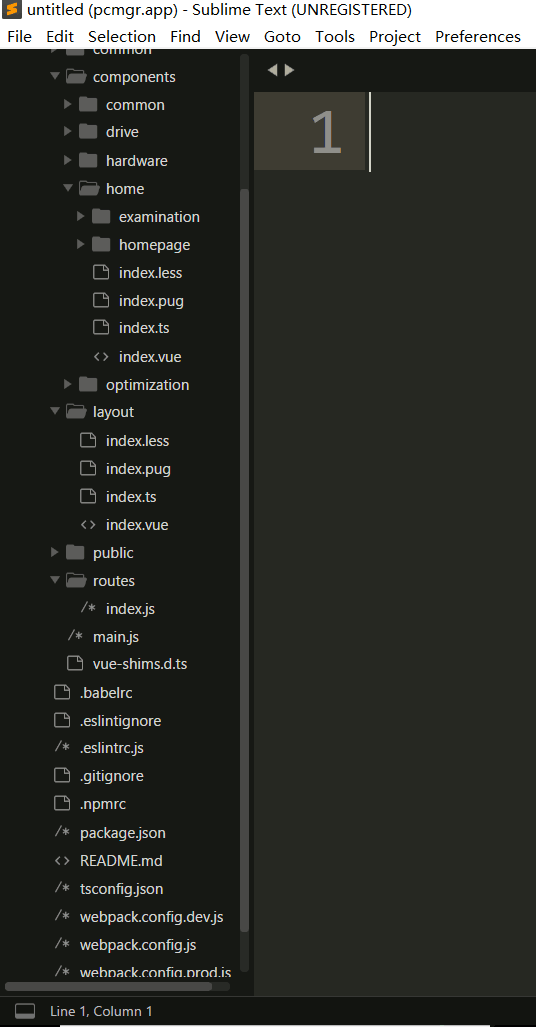 untitled (pcmgr.app) - Sublime Text (UNREGISTERED)
File Edit Selection Find View Goto Tools Project Preferences
common
components
1
common
drive
hardware
home
examination
homepage
index.less
index.pug
index.ts
index.vue
optimization
layout
index.less
index.pug
index.ts
index.vue
public
routes
index.js
main.js
vue-shims.d.ts
.babelrc
.eslintignore
.eslintrc.js
.gitignore
.npmrc
package.json
README.md
tsconfig.json
webpack.config.dev.js
webpack.config.js
webpack.config.prod.js
Line 1, Column 1